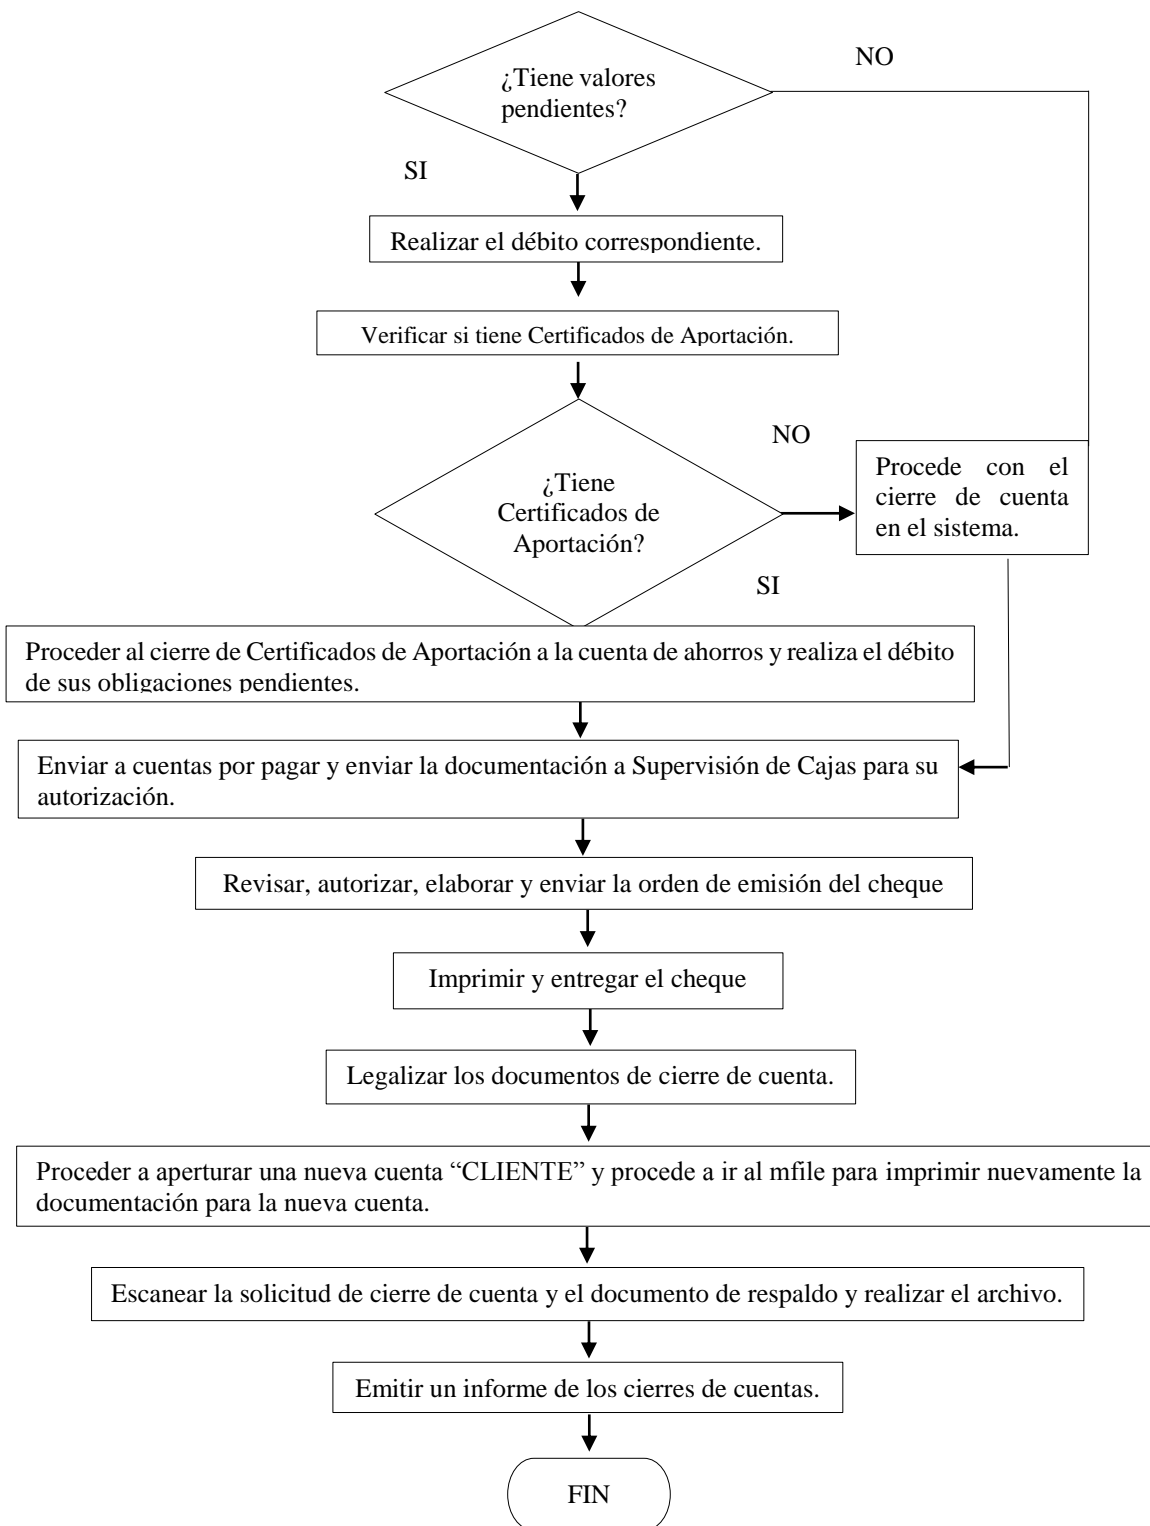 ¿Tiene valores
pendientes?
NO
SI
Realizar el débito correspondiente.
Verificar si tiene Certificados de Aportación.
¿Tiene
Certificados de
Aportación?
NO
Procede con el
cierre de cuenta
en el sistema.
SI
Proceder al cierre de Certificados de Aportación a la cuenta de ahorros y realiza el débito
de sus obligaciones pendientes.
Enviar a cuentas por pagar y enviar la documentación a Supervisión de Cajas para su
autorización.
Revisar, autorizar, elaborar y enviar la orden de emisión del cheque
Imprimir y entregar el cheque
Legalizar los documentos de cierre de cuenta.
Proceder a aperturar una nueva cuenta “CLIENTE” y procede a ir al mfile para imprimir nuevamente la
documentación para la nueva cuenta.
Escanear la solicitud de cierre de cuenta y el documento de respaldo y realizar el archivo.
Emitir un informe de los cierres de cuentas.
FIN